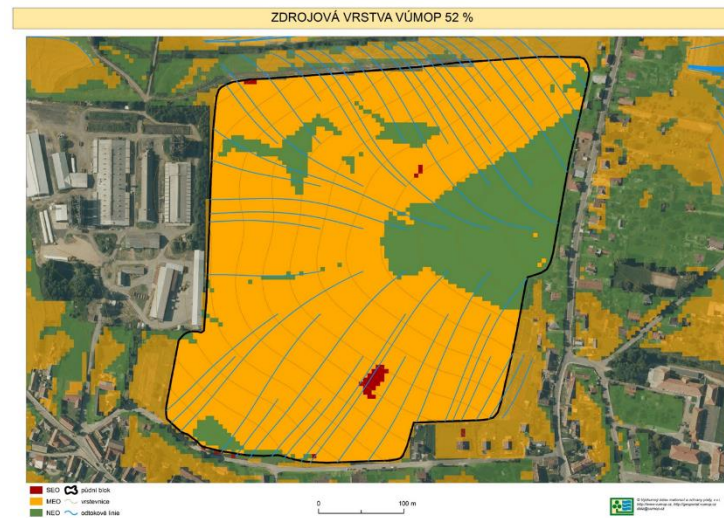 ZDROJOVÁ VRSTVA VÚMOP 52 %
SEO půdní blok
MEO vrstevnice
NEO odtokové linie
0 100 m